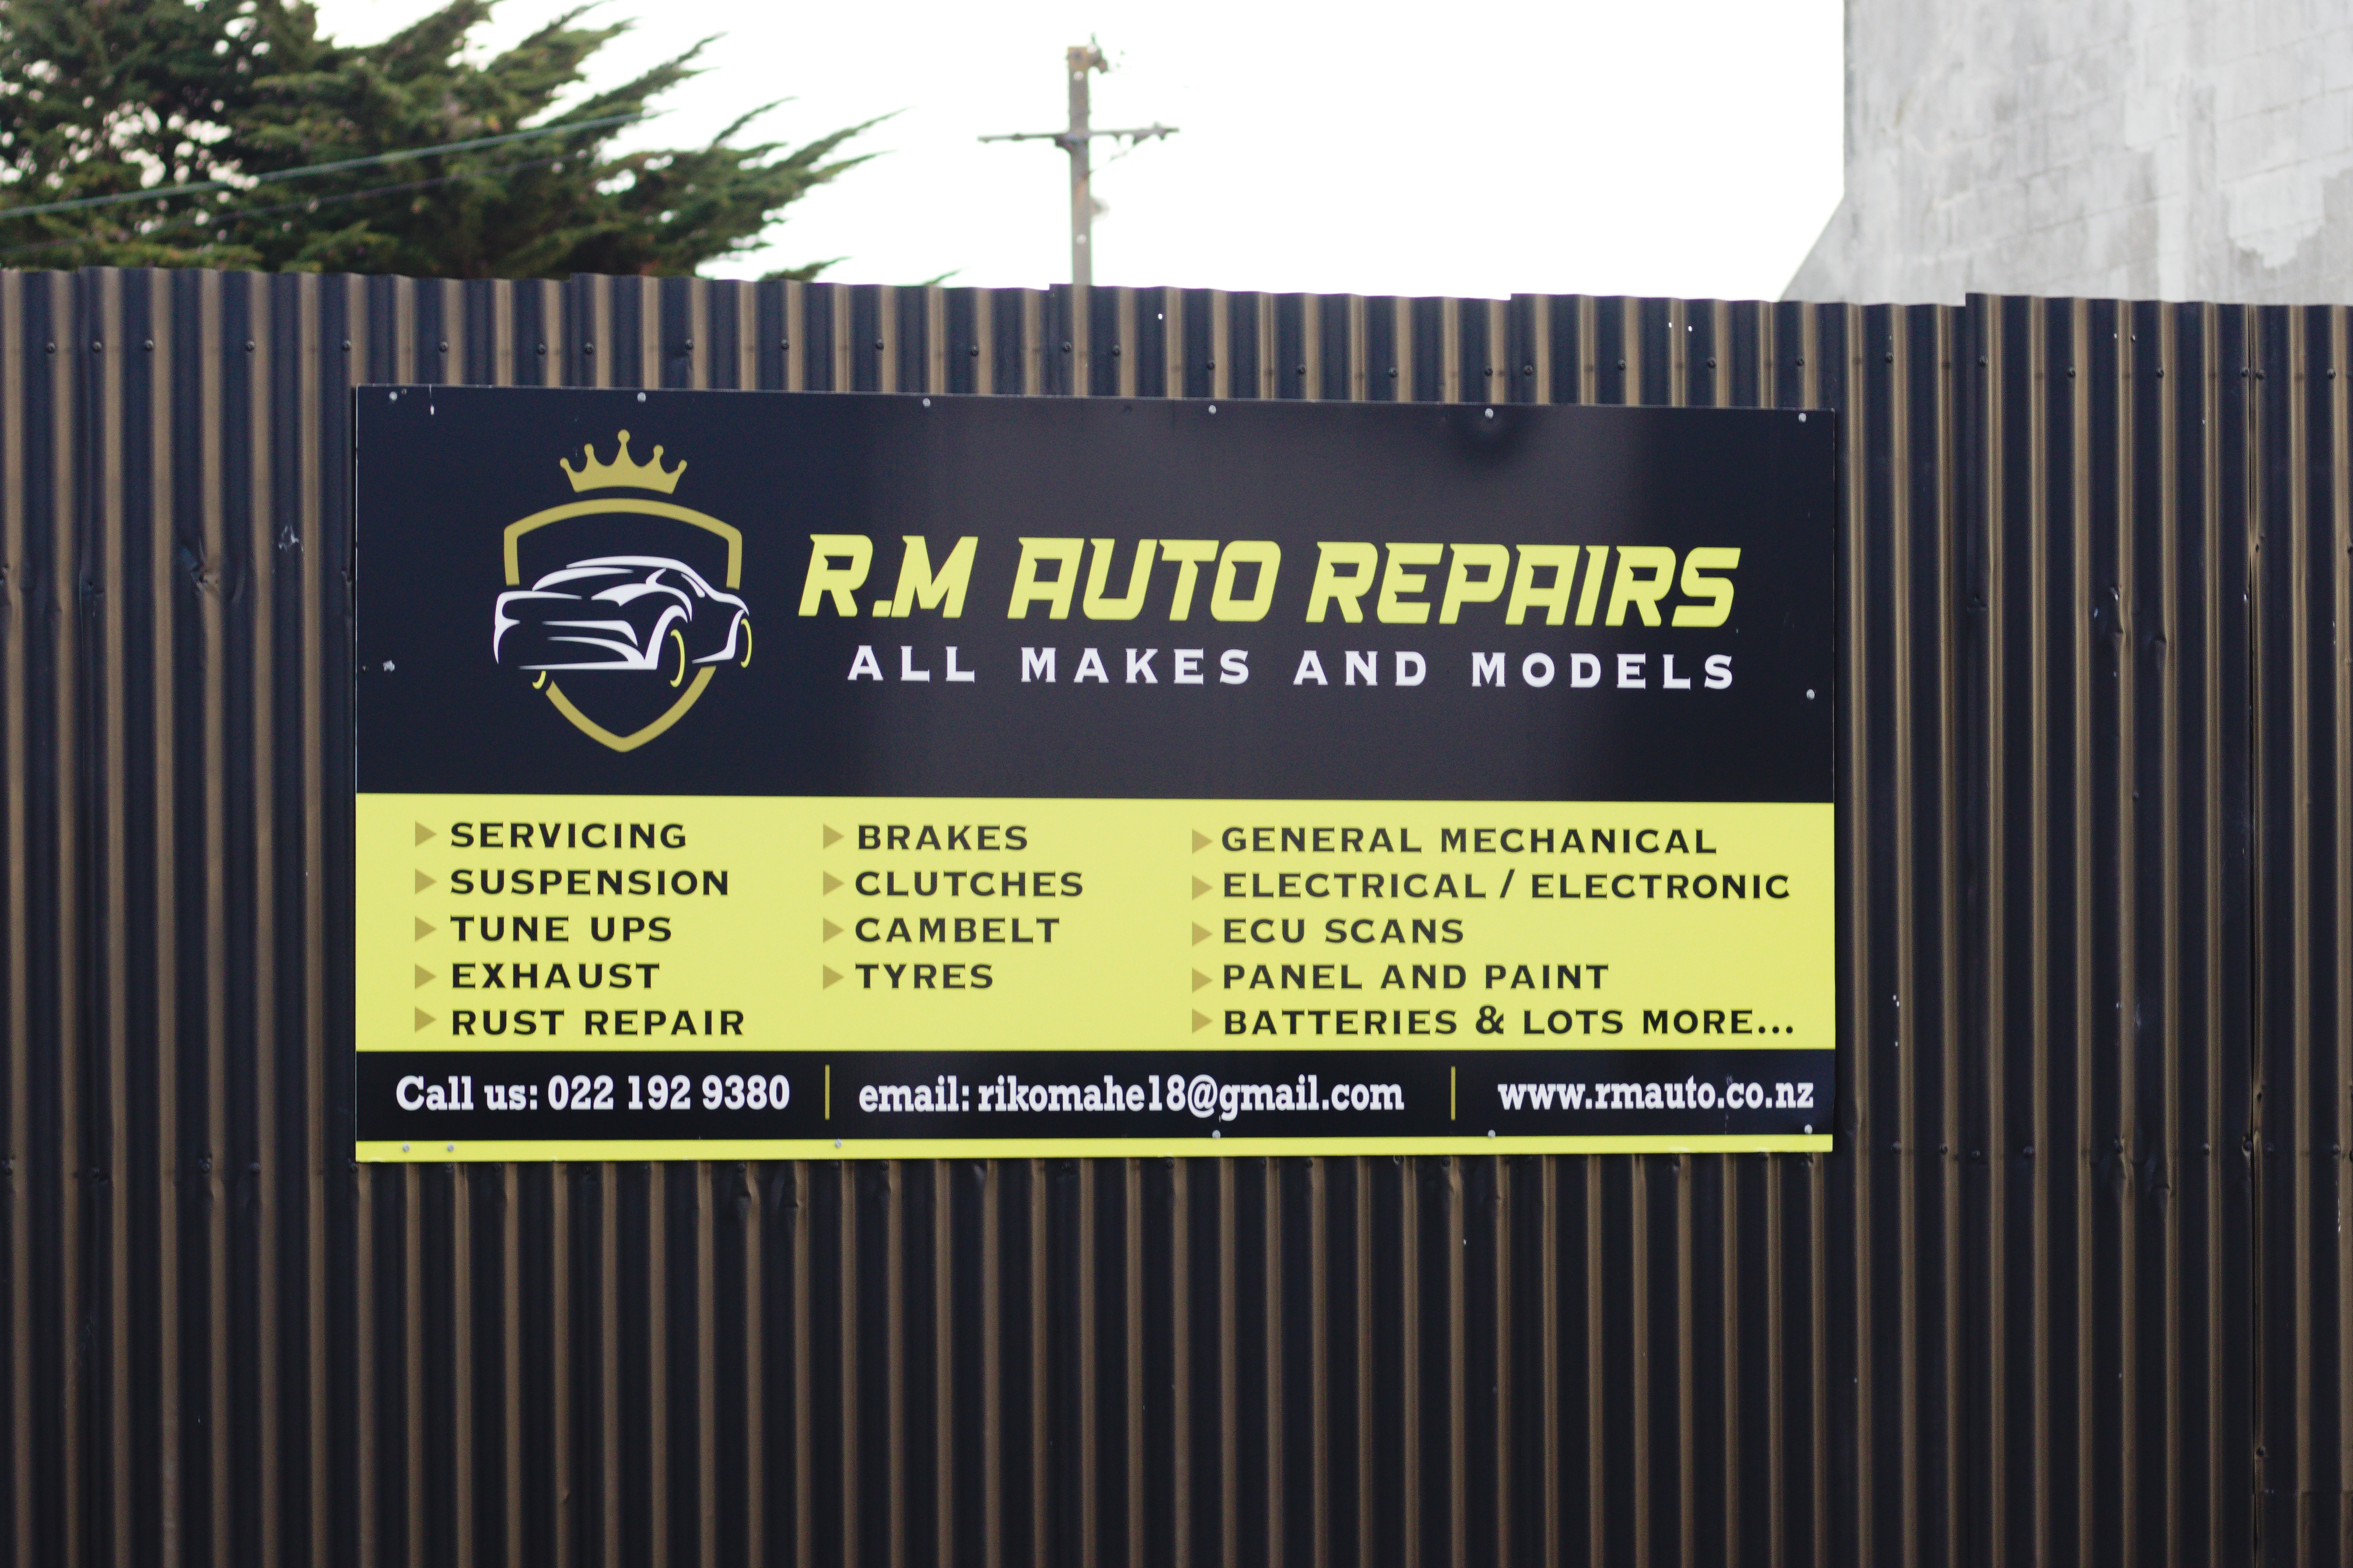 R.M AUTO REPAIRS
ALL MAKES AND MODELS
SERVICING
SUSPENSION
TUNE UPS
EXHAUST
RUST REPAIR
BRAKES
CLUTCHES
CAMBELT
TYRES
GENERAL MECHANICAL
ELECTRICAL / ELECTRONIC
ECU SCANS
PANEL AND PAINT
BATTERIES & LOTS MORE...
Call us: 022 192 9380
email: rikomahe18@gmail.com
www.rmauto.co.nz